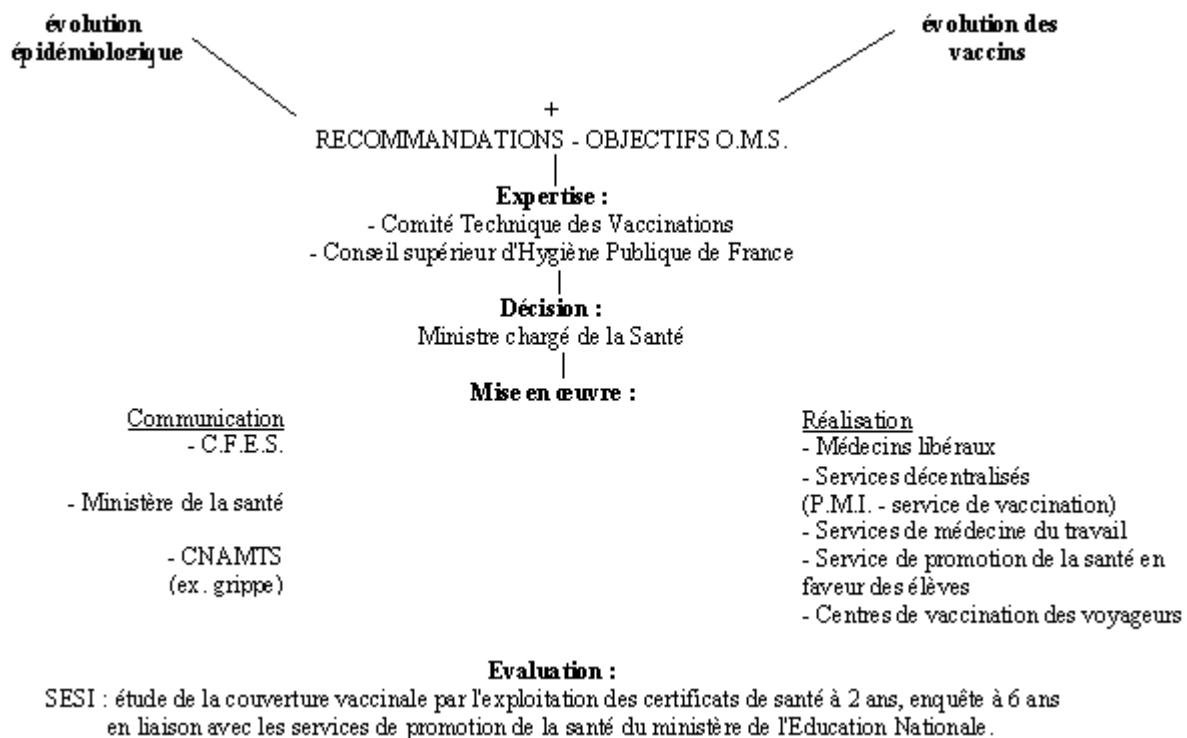 évolution
épidémiologique
évolution des
vaccins
+
RECOMMANDATIONS - OBJECTIFS O.M.S.
Expertise :
- Comité Technique des Vaccinations
- Conseil supérieur d'Hygiène Publique de France
Décision :
Ministre chargé de la Santé
Mise en œuvre :
Communication
- C.F.E.S.
- Ministère de la santé
- CNAMTS
(ex. grippe)
Réalisation
- Médecins libéraux
- Services décentralisés
(P.M.I. - service de vaccination)
- Services de médecine du travail
- Service de promotion de la santé en
faveur des élèves
- Centres de vaccination des voyageurs
Evaluation :
SESI : étude de la couverture vaccinale par l'exploitation des certificats de santé à 2 ans, enquête à 6 ans
en liaison avec les services de promotion de la santé du ministère de l'Education Nationale.